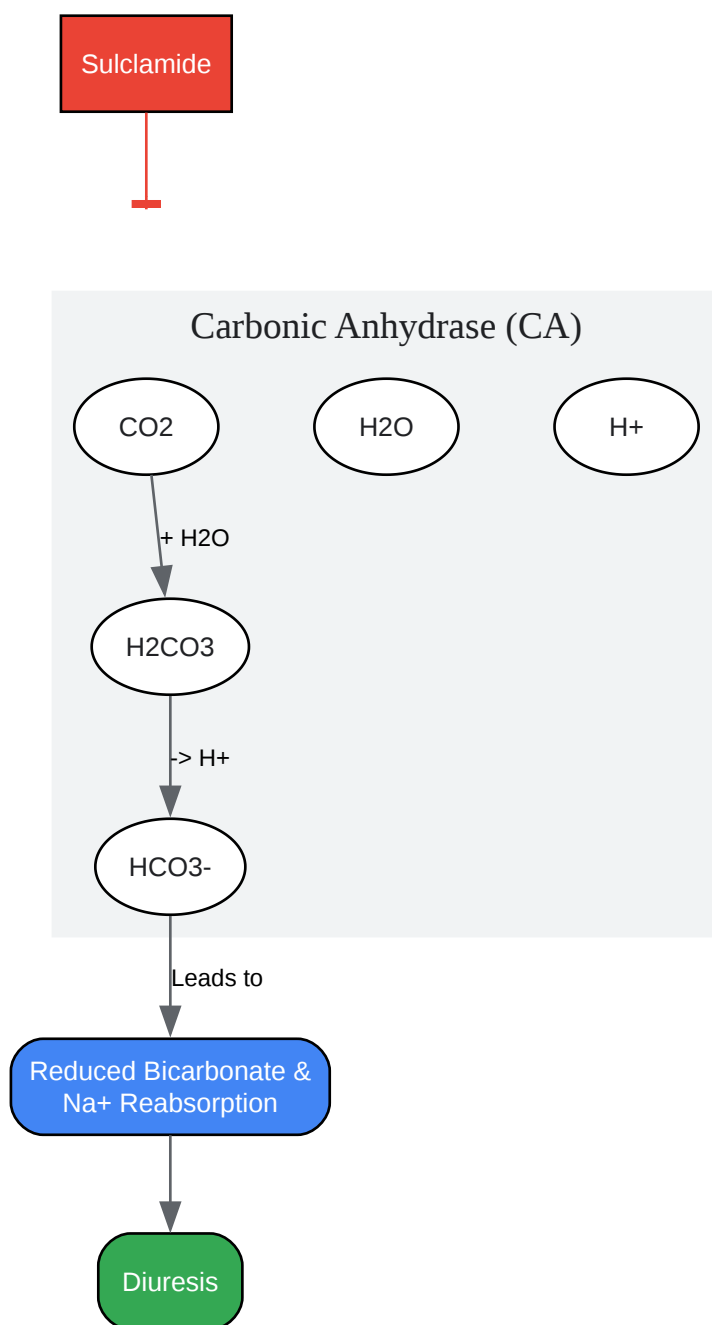 Sulclamide
Carbonic Anhydrase (CA)
CO2
H2O
H+
+ H2O
H2CO3
-> H+
HCO3-
Leads to
Reduced Bicarbonate &
Na+ Reabsorption
Diuresis